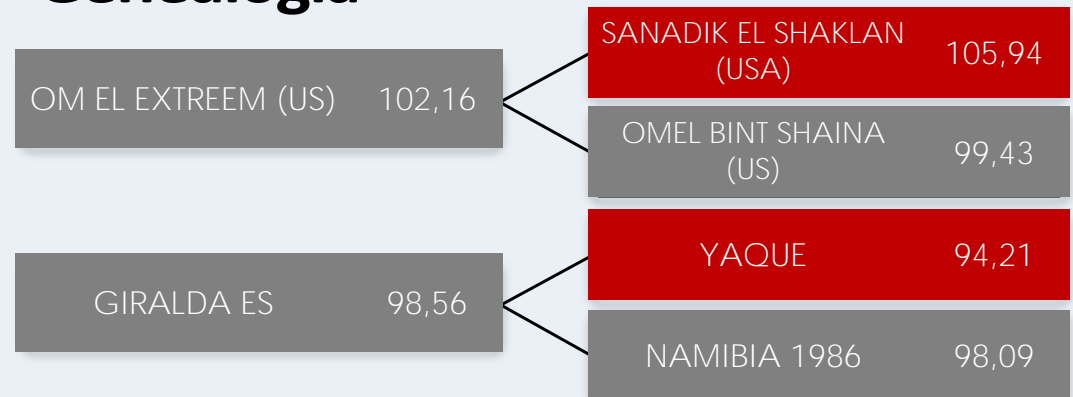 Genealogía
SANADIK EL SHAKLAN
(USA)
105,94
OM EL EXTREEM (US) 102,16
OMEL BINT SHAINA
(US)
99,43
YAQUE 94,21
GIRALDA ES 98,56
NAMIBIA 1986 98,09